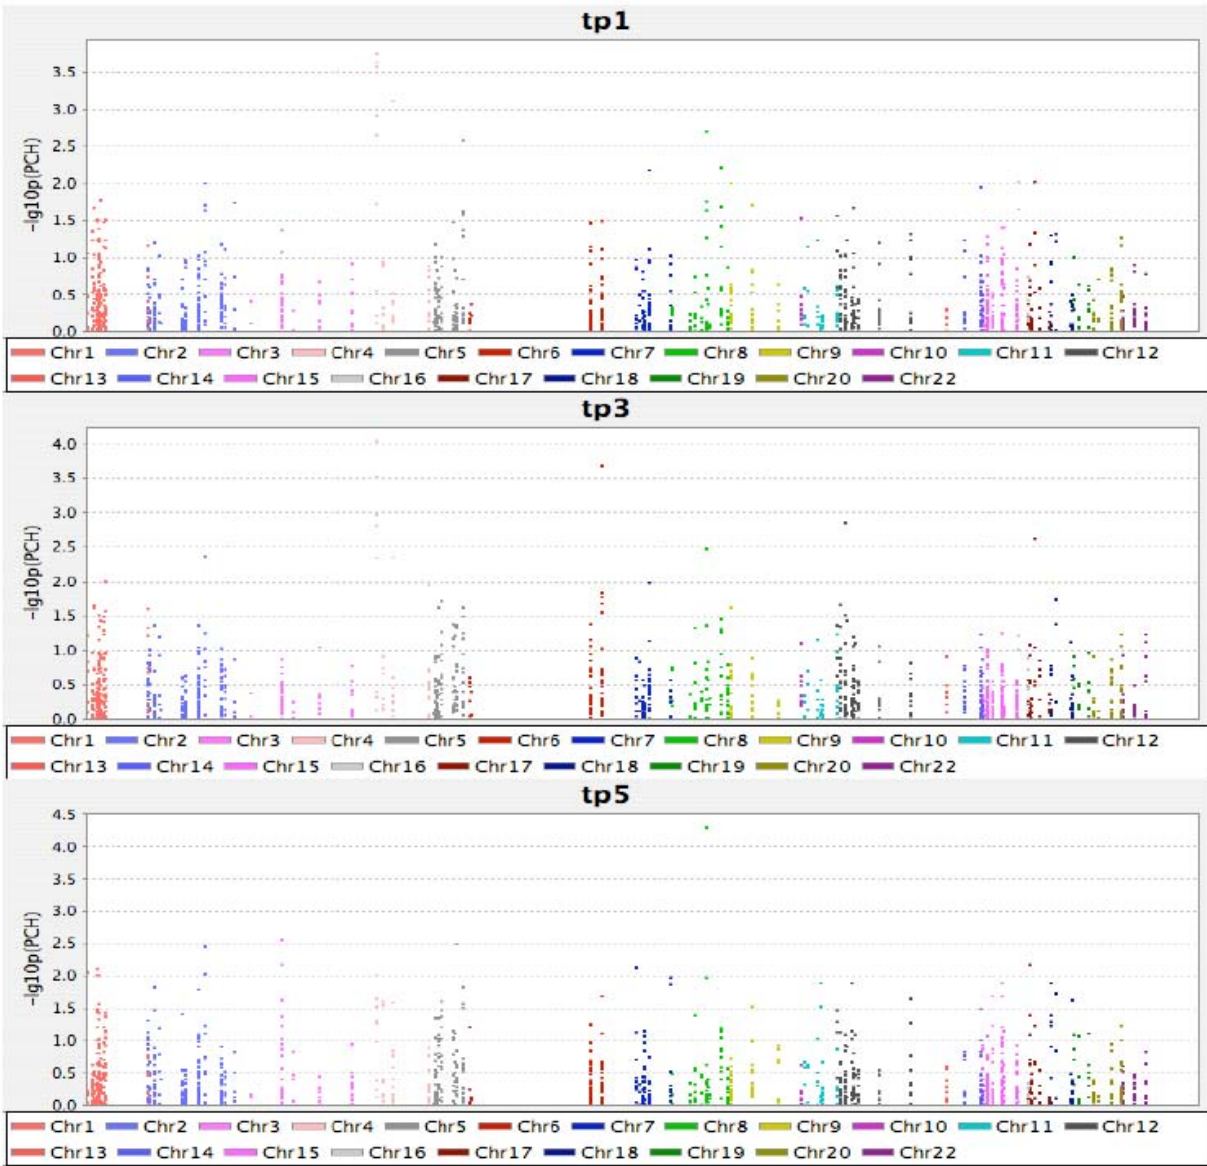 tp1
3.5
3.0
2.5
2.0
1.5
1.0
0.5
0.0
-lg10p(PCH)
Chr1 Chr2 Chr3 Chr4 Chr5 Chr6 Chr7 Chr8 Chr9 Chr10 Chr11 Chr12
Chr13 Chr14 Chr15 Chr16 Chr17 Chr18 Chr19 Chr20 Chr22
tp3
4.0
3.5
3.0
2.5
2.0
1.5
1.0
0.5
0.0
-lg10p(PCH)
Chr1 Chr2 Chr3 Chr4 Chr5 Chr6 Chr7 Chr8 Chr9 Chr10 Chr11 Chr12
Chr13 Chr14 Chr15 Chr16 Chr17 Chr18 Chr19 Chr20 Chr22
tp5
4.5
4.0
3.5
3.0
2.5
2.0
1.5
1.0
0.5
0.0
-lg10p(PCH)
Chr1 Chr2 Chr3 Chr4 Chr5 Chr6 Chr7 Chr8 Chr9 Chr10 Chr11 Chr12
Chr13 Chr14 Chr15 Chr16 Chr17 Chr18 Chr19 Chr20 Chr22